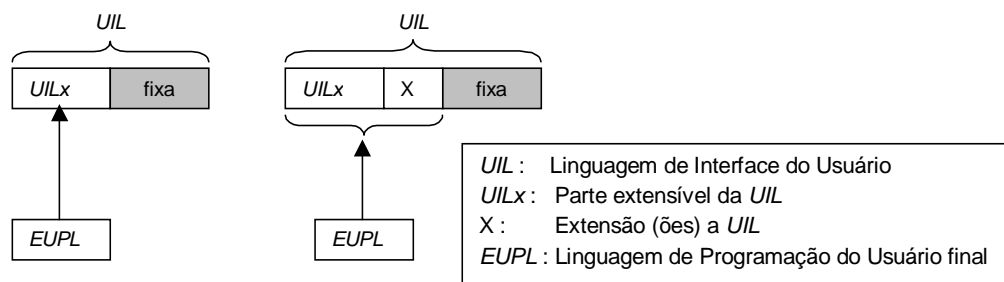 UIL
UILx
fixa
EUPL
UIL
UILx
X
fixa
EUPL
UIL : Linguagem de Interface do Usuário
UILx : Parte extensível da UIL
X : Extensão (ões) a UIL
EUPL : Linguagem de Programação do Usuário final